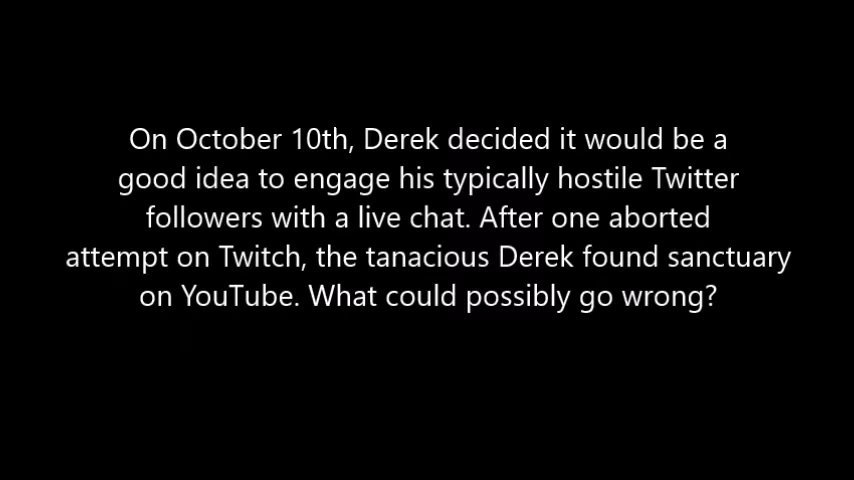 On October 10th, Derek decided it would be a
good idea to engage his typically hostile Twitter
followers with a live chat. After one aborted
attempt on Twitch, the tanacious Derek found sanctuary
on YouTube. What could possibly go wrong?